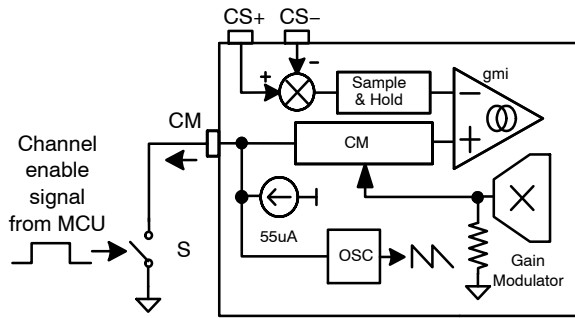 CS+ CS−
+
−
Sample
& Hold
gmi
−
CM
CM
+
Channel
enable
signal
from MCU
S
55uA
OSC
Gain
Modulator